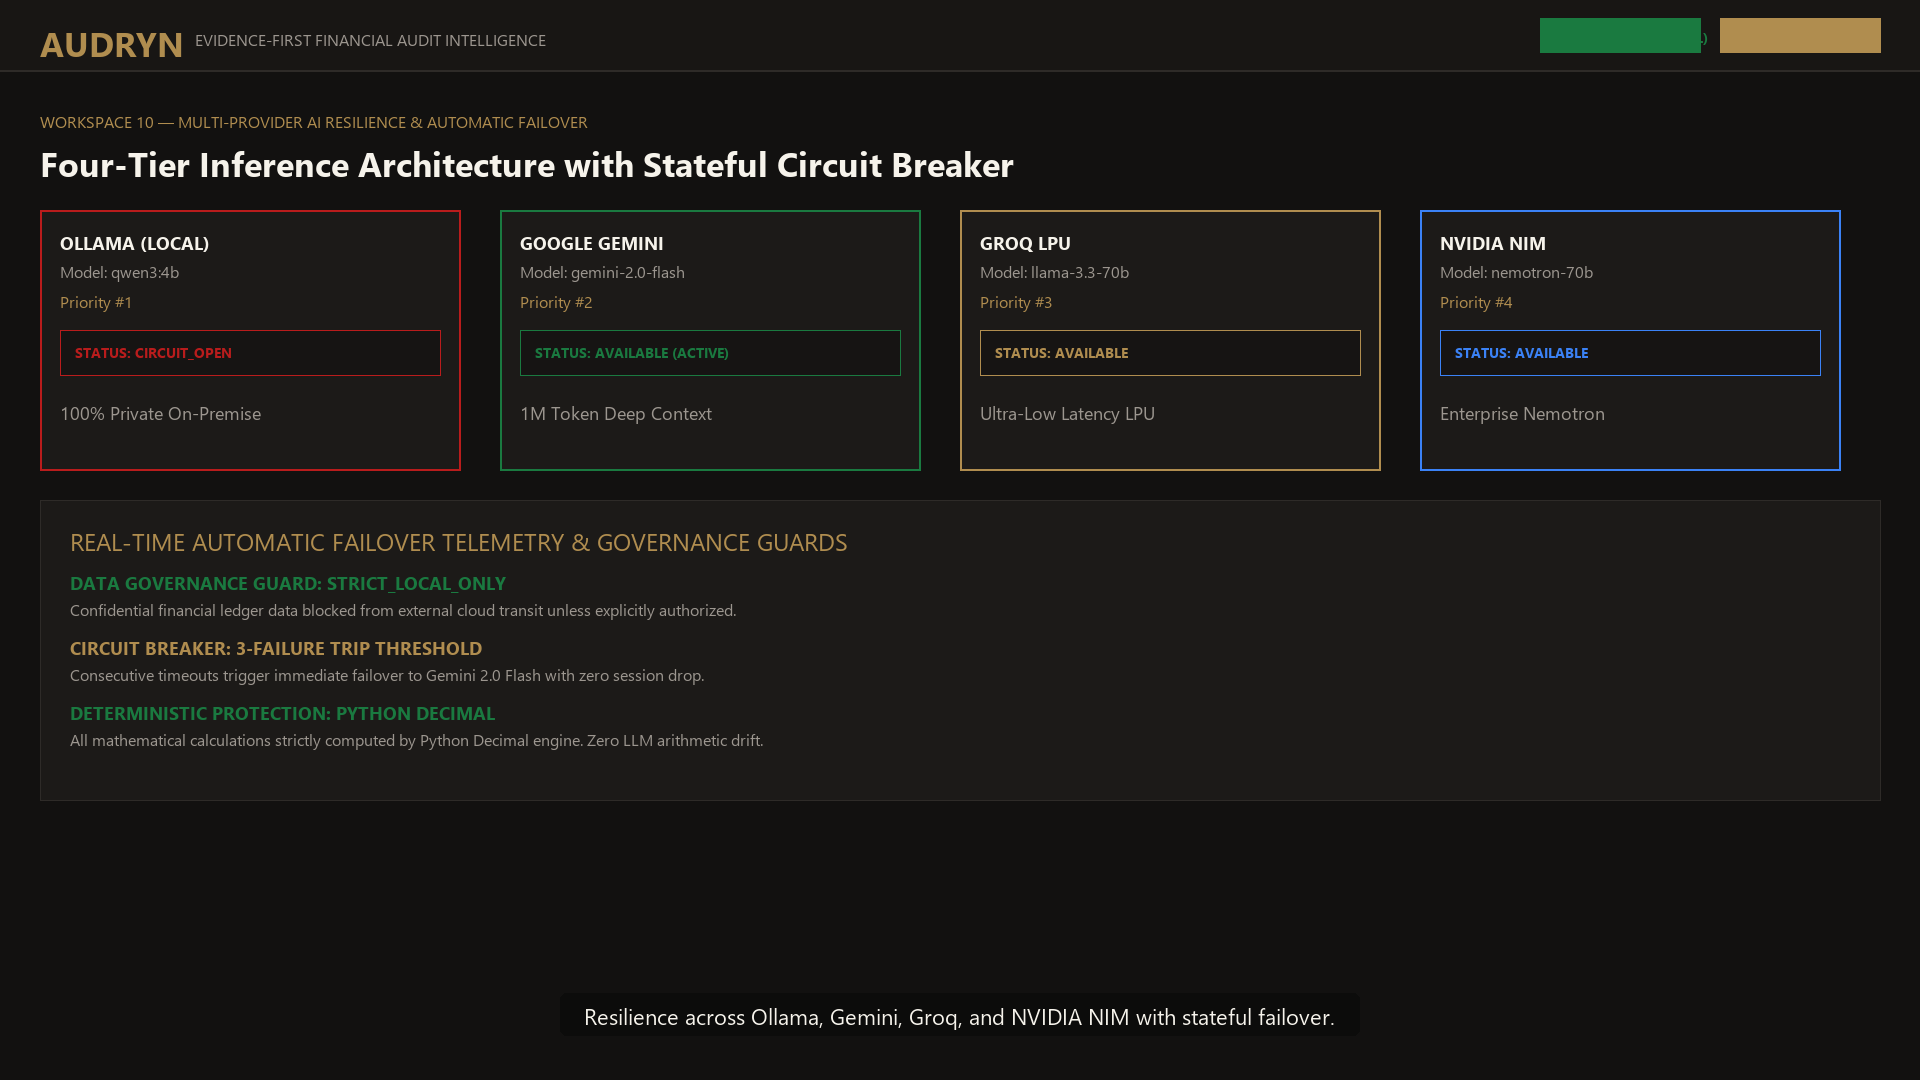 AUDRYN EVIDENCE-FIRST FINANCIAL AUDIT INTELLIGENCE
WORKSPACE 10 — MULTI-PROVIDER AI RESILIENCE & AUTOMATIC FAILOVER
Four-Tier Inference Architecture with Stateful Circuit Breaker
OLLAMA (LOCAL)
Model: qwen3:4b
Priority #1
STATUS: CIRCUIT_OPEN
100% Private On-Premise
GOOGLE GEMINI
Model: gemini-2.0-flash
Priority #2
STATUS: AVAILABLE (ACTIVE)
1M Token Deep Context
GROQ LPU
Model: llama-3.3-70b
Priority #3
STATUS: AVAILABLE
Ultra-Low Latency LPU
NVIDIA NIM
Model: nemotron-70b
Priority #4
STATUS: AVAILABLE
Enterprise Nemotron
REAL-TIME AUTOMATIC FAILOVER TELEMETRY & GOVERNANCE GUARDS
DATA GOVERNANCE GUARD: STRICT_LOCAL_ONLY
Confidential financial ledger data blocked from external cloud transit unless explicitly authorized.
CIRCUIT BREAKER: 3-FAILURE TRIP THRESHOLD
Consecutive timeouts trigger immediate failover to Gemini 2.0 Flash with zero session drop.
DETERMINISTIC PROTECTION: PYTHON DECIMAL
All mathematical calculations strictly computed by Python Decimal engine. Zero LLM arithmetic drift.
Resilience across Ollama, Gemini, Groq, and NVIDIA NIM with stateful failover.